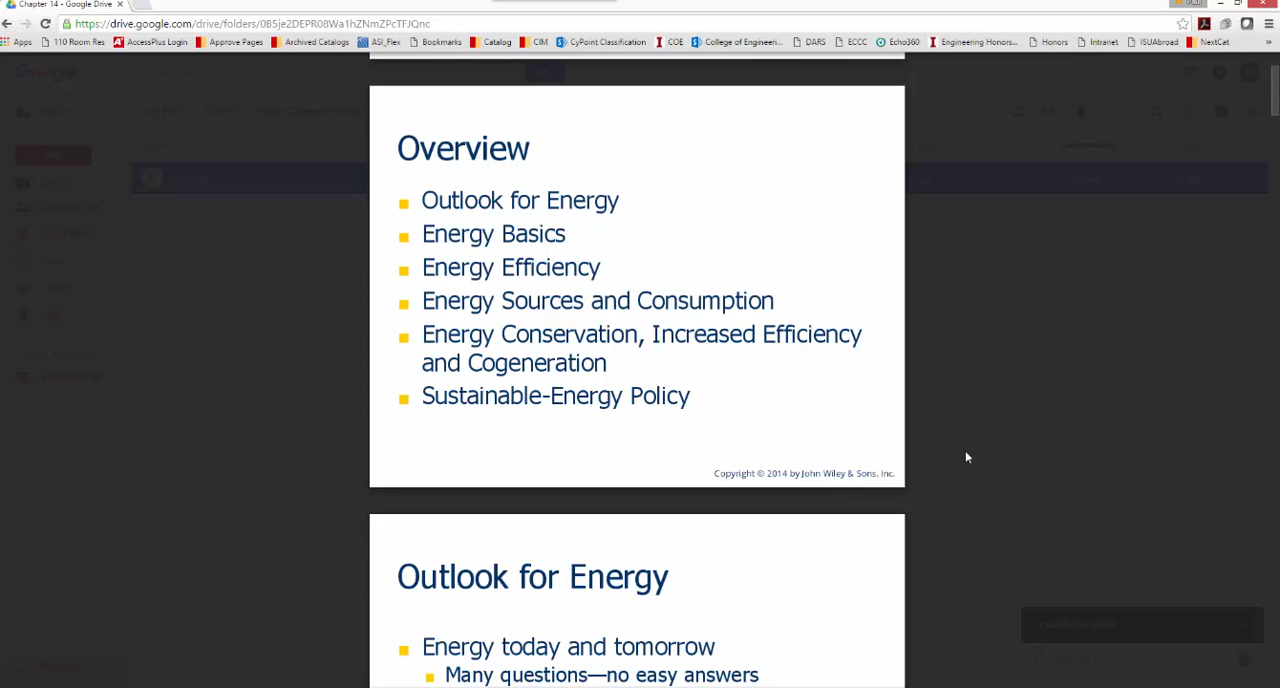 Chapter 14 - Google Drive
https://drive.google.com/drive/folders/0B5je2DEPR08Wa1hZNmZPcTFJQnc
Apps 110 Room Res AccessPlus Login Approve Pages Archived Catalogs ASI_Flex Bookmarks Catalog CIM CyPoint Classification COE College of Engineeri... DARS ECCC Echo360 Engineering Honors... Honors Intranet ISUAbroad NextCat »
Overview
Outlook for Energy
Energy Basics
Energy Efficiency
Energy Sources and Consumption
Energy Conservation, Increased Efficiency
and Cogeneration
Sustainable-Energy Policy
Copyright © 2014 by John Wiley & Sons, Inc.
Outlook for Energy
Energy today and tomorrow
Many questions—no easy answers